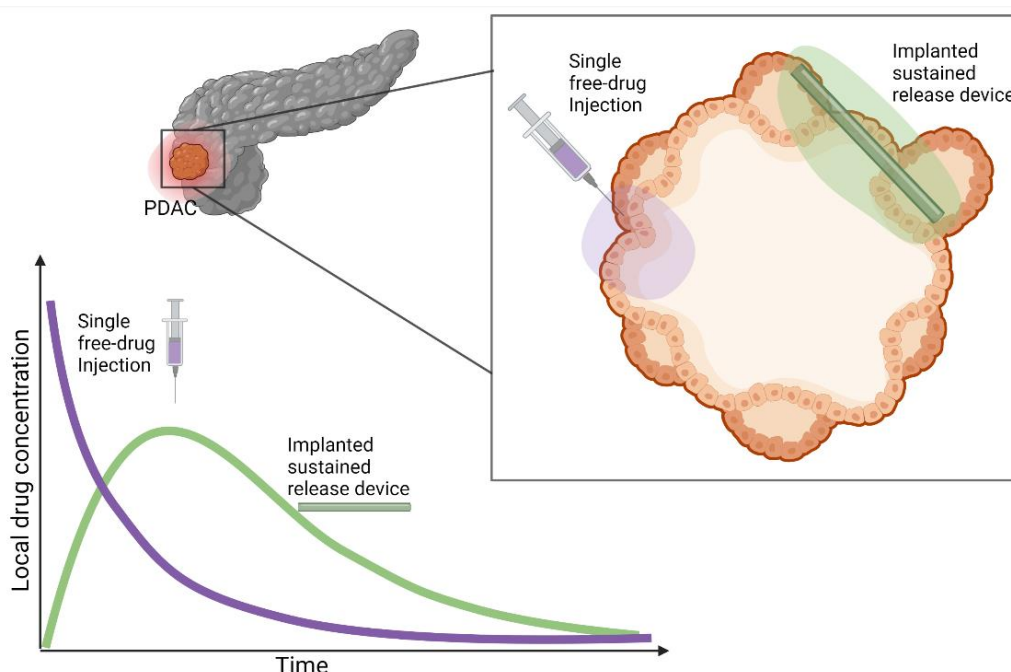 PDAC
Single
free-drug
Injection
Implanted
sustained
release device
Local drug concentration
Single
free-drug
Injection
Implanted
sustained
release device
Time